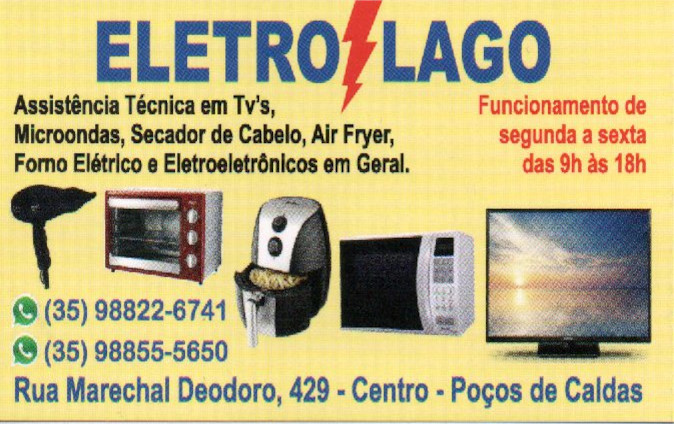 ELETRO LAGO
Assistência Técnica em Tv's,
Microondas, Secador de Cabelo, Air Fryer,
Forno Elétrico e Eletroeletrônicos em Geral.
Funcionamento de
segunda a sexta
das 9h às 18h
(35) 98822-6741
(35) 98855-5650
Rua Marechal Deodoro, 429 - Centro - Poços de Caldas